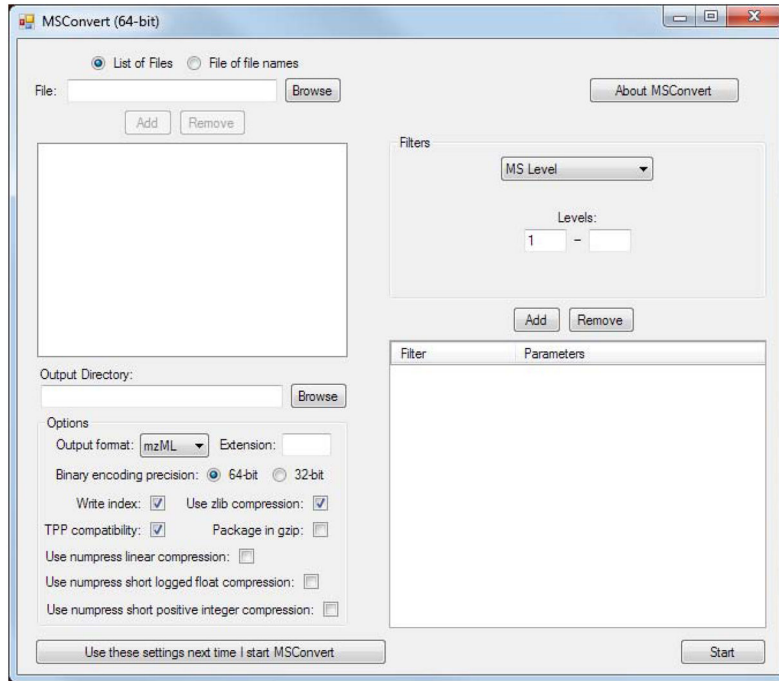 MSConvert (64-bit)
List of Files File of file names
File: Browse
Add Remove
About MSConvert
Filters
MS Level
Levels:
1 -
Add Remove
Filter Parameters
Output Directory:
Browse
Options
Output format: mzML Extension:
Binary encoding precision: 64-bit 32-bit
Write index: Use zlib compression:
TPP compatibility: Package in gzip:
Use numpress linear compression:
Use numpress short logged float compression:
Use numpress short positive integer compression:
Use these settings next time I start MSConvert
Start